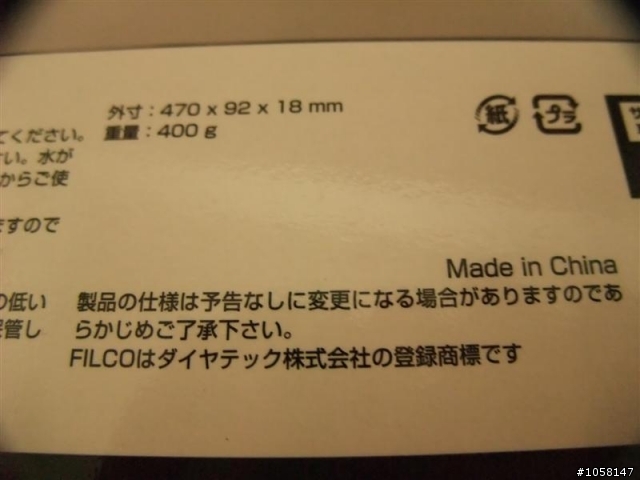 外寸：470 x 92 x 18 mm
重量：400 g
てください。
い。水が
からご使
ますので
紙
プラ
Made in China
の低い
管し
製品の仕様は予告なしに変更になる場合がありますのであ
らかじめご了承下さい。
FILCOはダイヤテック株式会社の登録商標です
#1058147